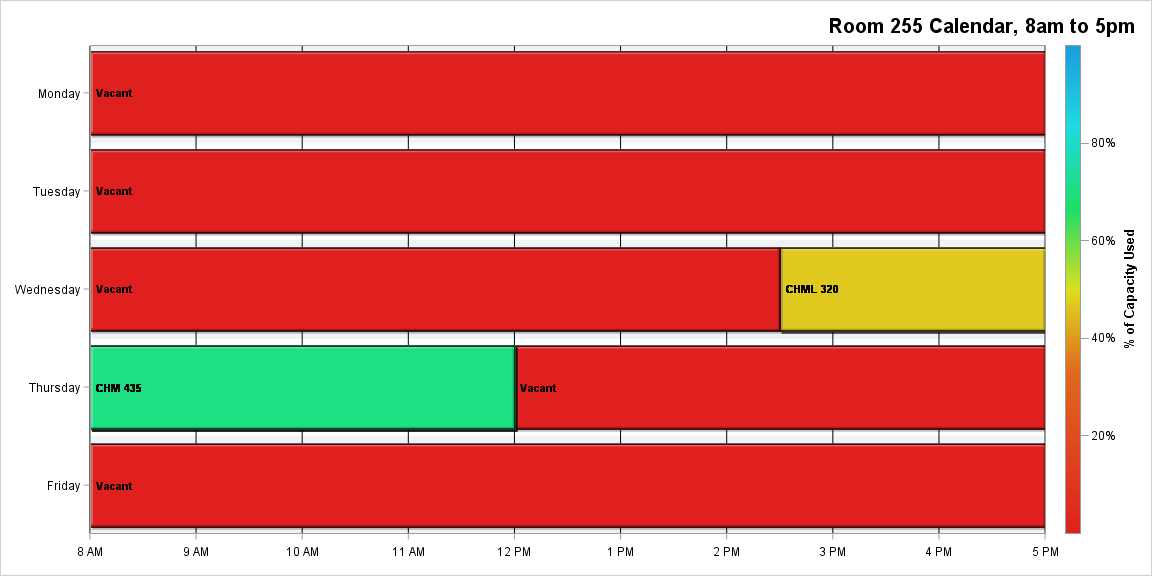 Room 255 Calendar, 8am to 5pm
Monday
Vacant
Tuesday
Vacant
Wednesday
Vacant
CHML 320
Thursday
CHM 435
Vacant
Friday
Vacant
8 AM 9 AM 10 AM 11 AM 12 PM 1 PM 2 PM 3 PM 4 PM 5 PM
80%
60%
40%
20%
% of Capacity Used